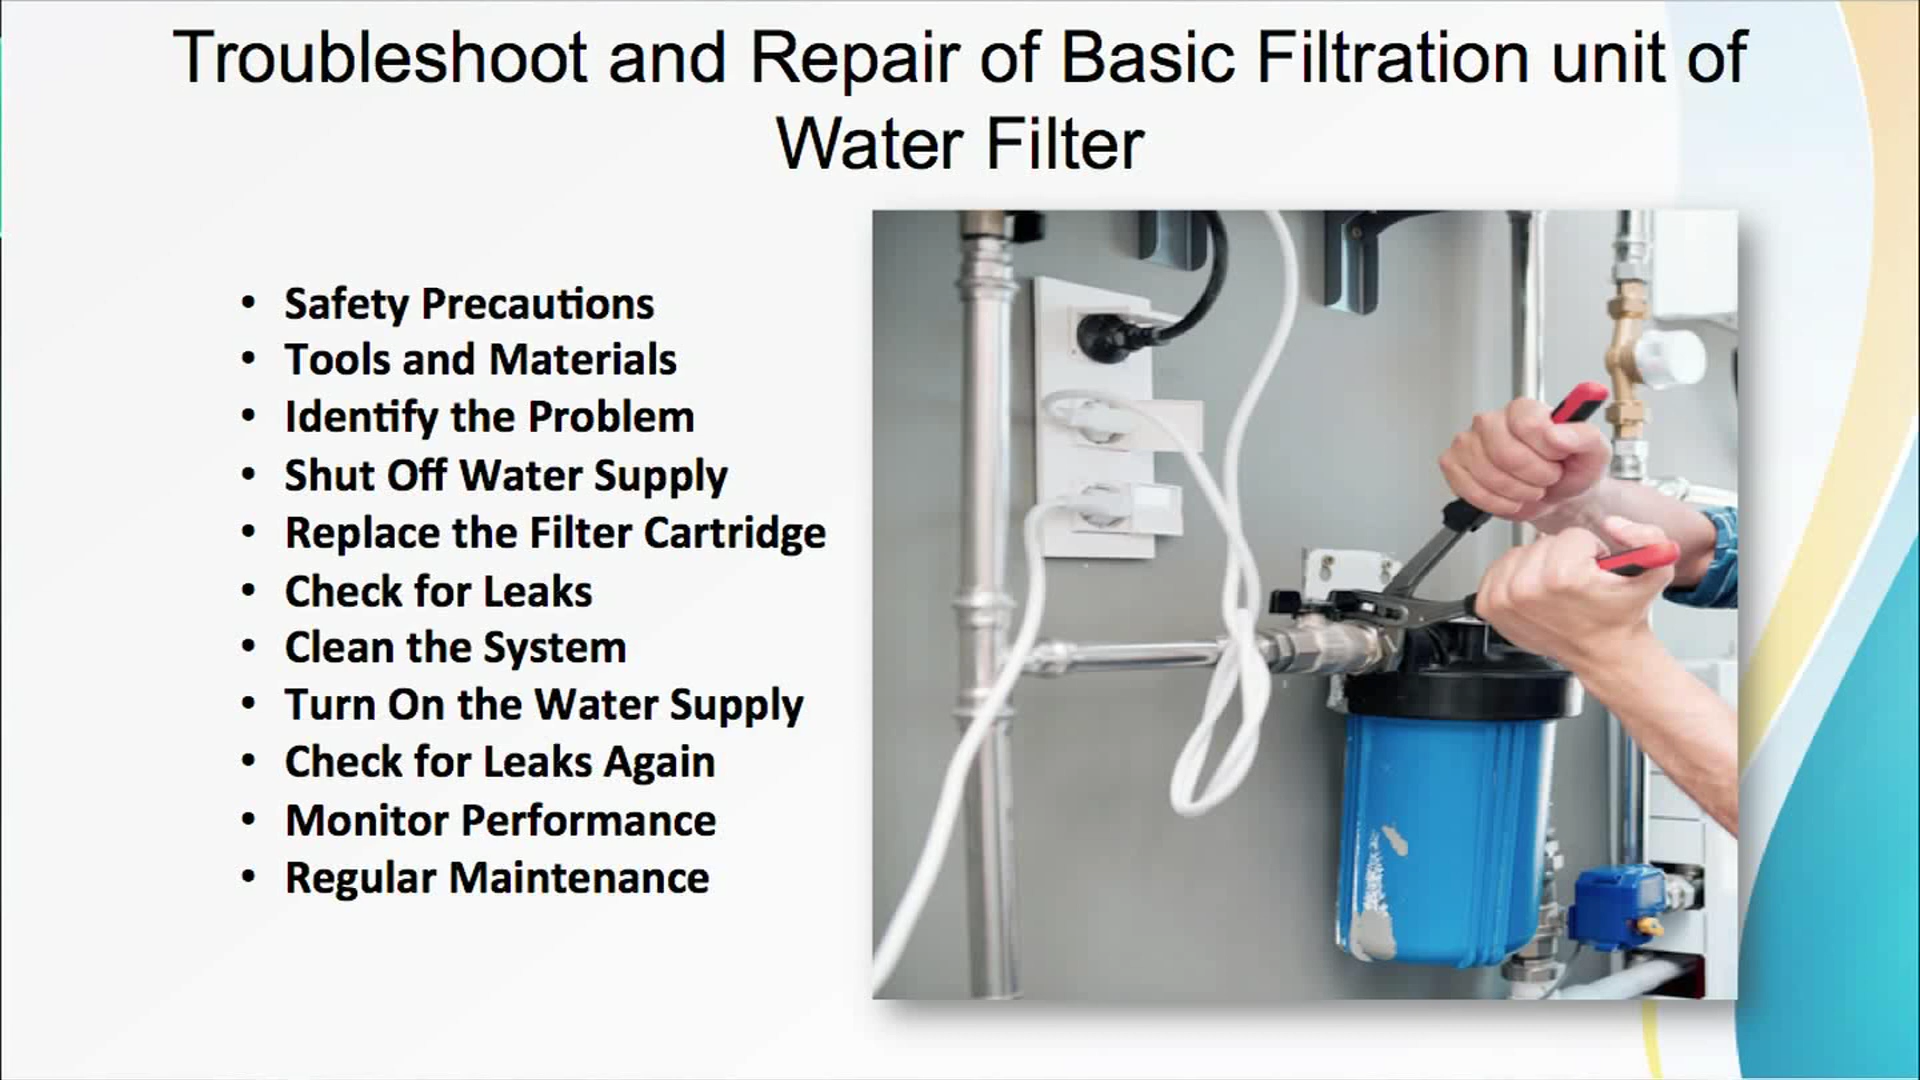 Troubleshoot and Repair of Basic Filtration unit of
Water Filter
• Safety Precautions
• Tools and Materials
• Identify the Problem
• Shut Off Water Supply
• Replace the Filter Cartridge
• Check for Leaks
• Clean the System
• Turn On the Water Supply
• Check for Leaks Again
• Monitor Performance
• Regular Maintenance